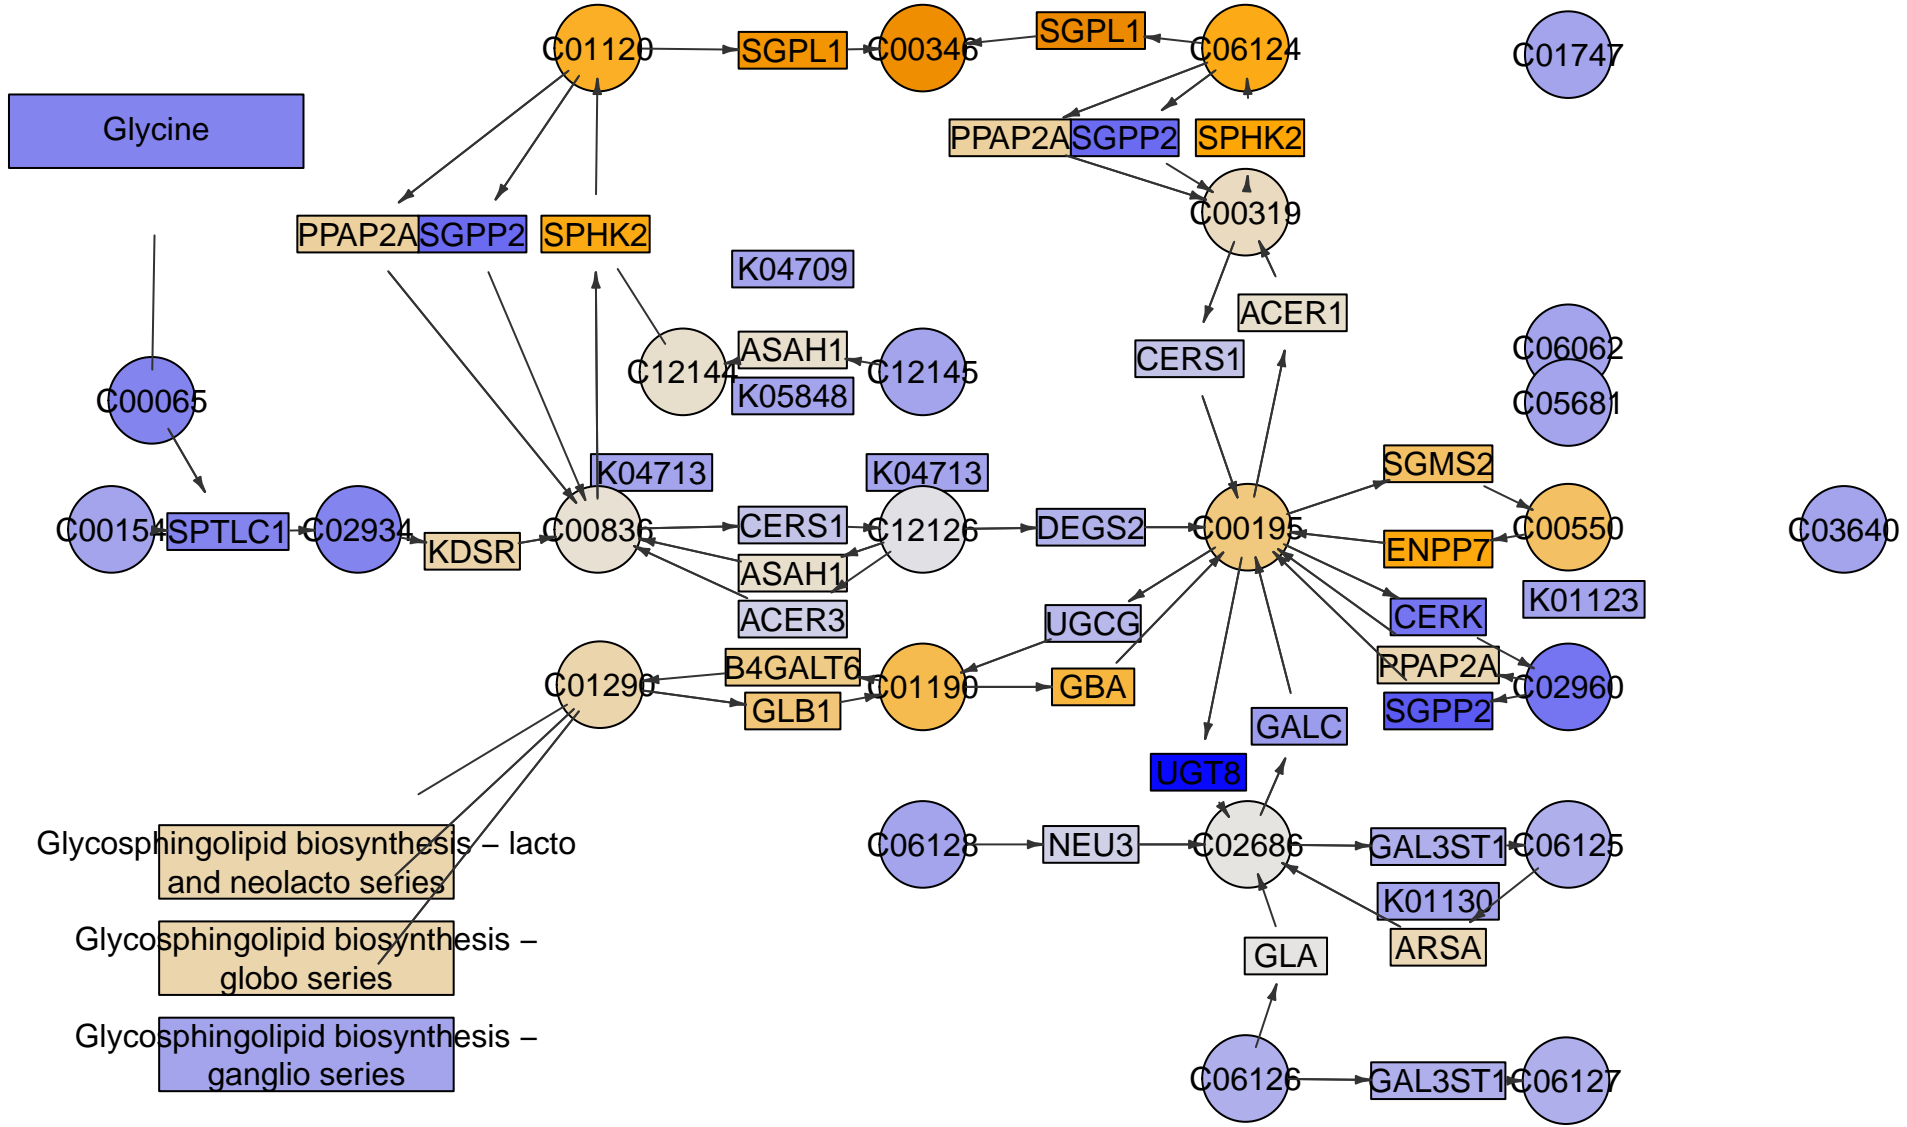 C01120
SGPL1
C00346
SGPL1
C06124
C01747
Glycine
PPAP2A
SGPP2
SPHK2
C00319
PPAP2A
SGPP2
SPHK2
K04709
ACER1
CERS1
C06062
C12144
ASAH1
C12145
K05848
C05681
C00065
K04713
K04713
SGMS2
C00154
SPTLC1
C02934
KDSR
C00836
CERS1
C12126
DEGS2
C00195
C00550
ENPP7
C03640
ASAH1
ACER3
UGCG
CERK
K01123
B4GALT6
C01290
GLB1
C01190
GBA
PPAP2A
C02960
SGPP2
GALC
UGT8
Glycosphingolipid biosynthesis – lacto
and neolacto series
C06128
NEU3
C02686
GAL3ST1
C06125
K01130
Glycosphingolipid biosynthesis –
globo series
GLA
ARSA
Glycosphingolipid biosynthesis –
ganglio series
C06126
GAL3ST1
C06127